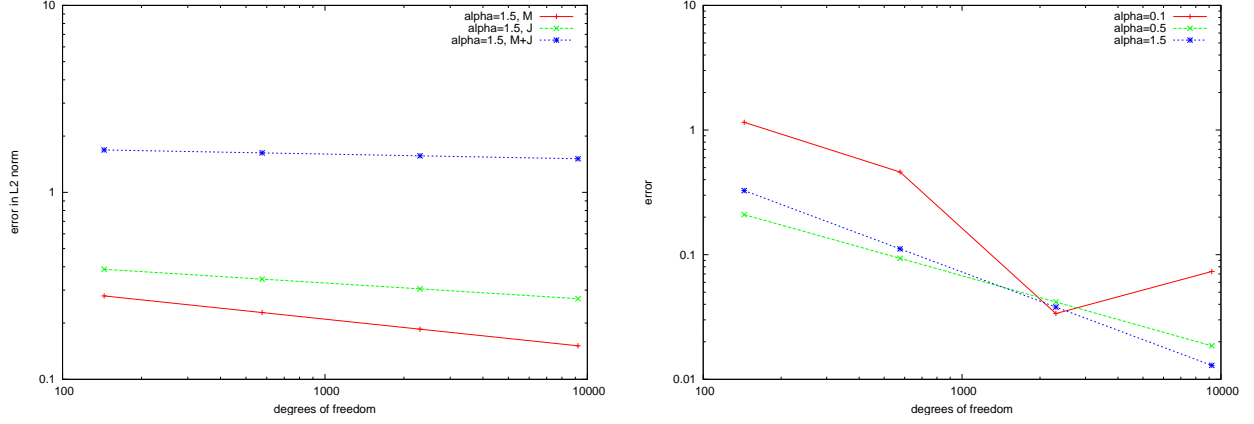 10
1
0.1
100
1000
10000
error in L2 norm
degrees of freedom
alpha=1.5, M
alpha=1.5, J
alpha=1.5, M+J
10
1
0.1
0.01
100
1000
10000
error
degrees of freedom
alpha=0.1
alpha=0.5
alpha=1.5